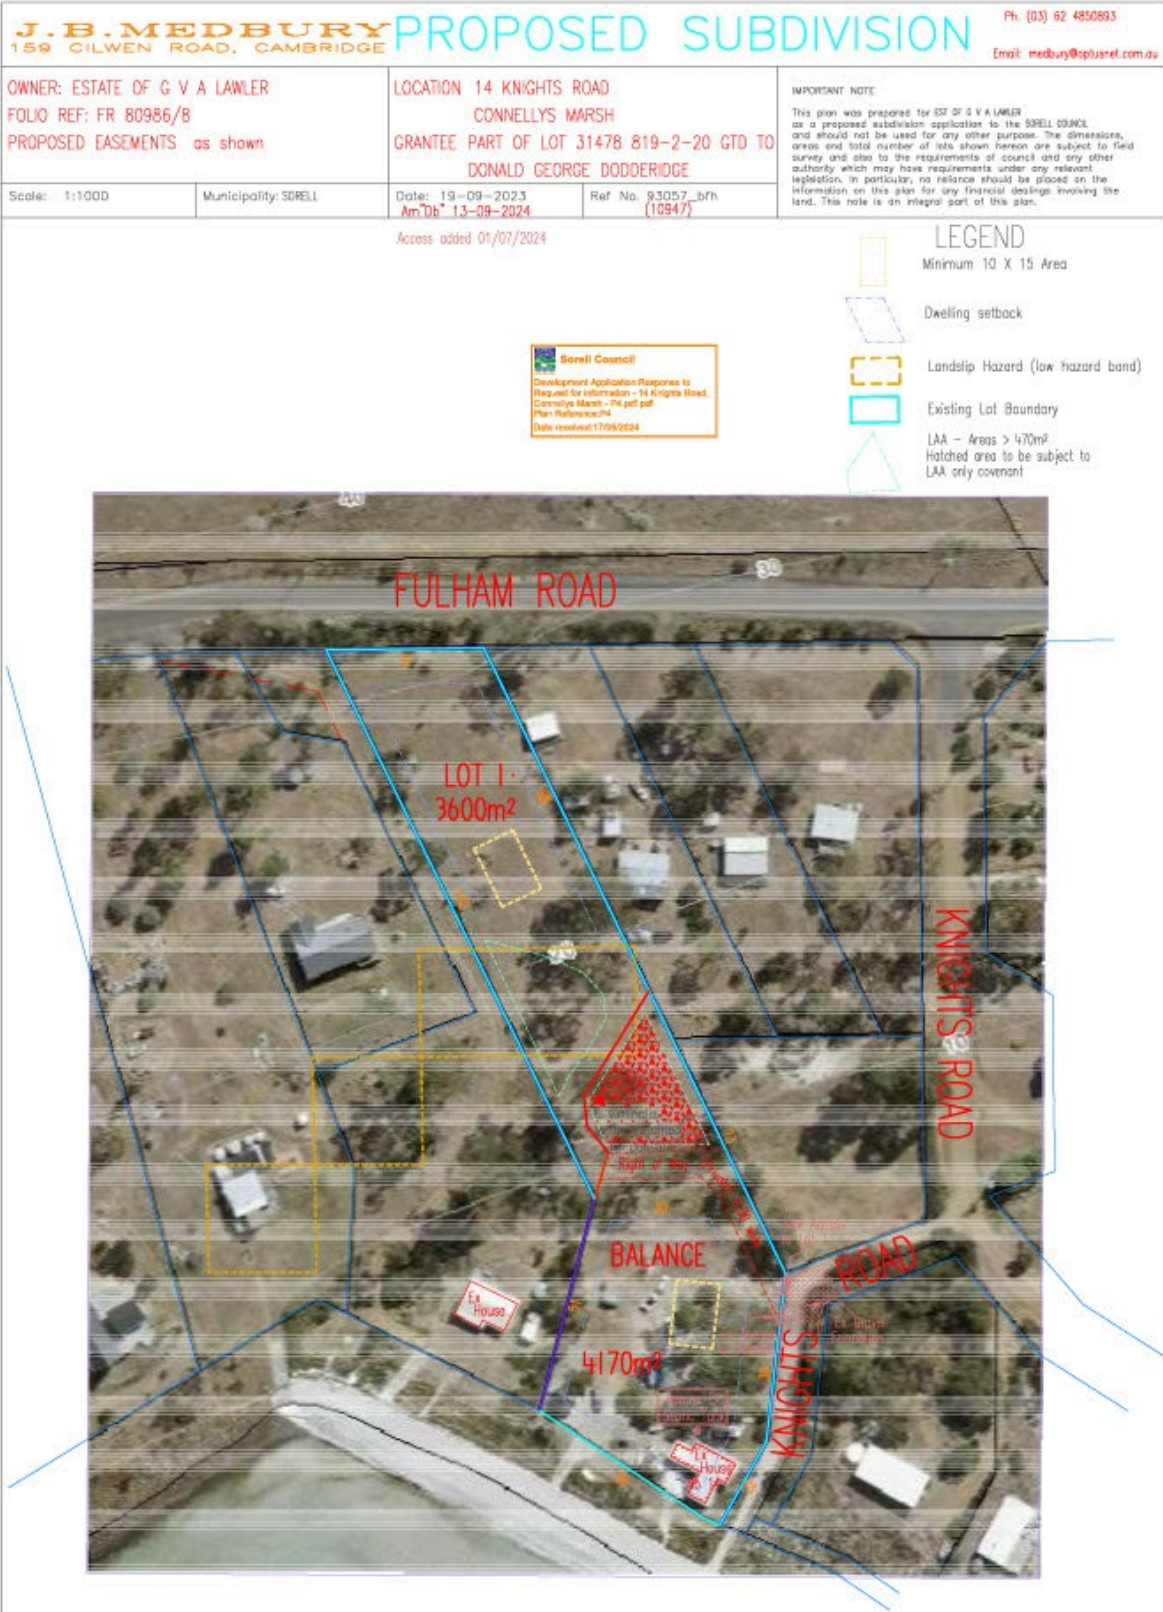 J.B.MEDBURY
159 CILWEN ROAD, CAMBRIDGE
PROPOSED SUBDIVISION
Ph. (03) 62 4850893
Email: medbury@optusnet.com.au
OWNER: ESTATE OF G V A LAWLER
FOLIO REF: FR 80986/8
PROPOSED EASEMENTS as shown
LOCATION 14 KNIGHTS ROAD
CONNELLYS MARSH
GRANTEE PART OF LOT 31478 819-2-20 GTD TO
DONALD GEORGE DODDERIDGE
IMPORTANT NOTE
This plan was prepared for EST OF G V A LAWLER
as a proposed subdivision application to the SORELL COUNCIL
and should not be used for any other purpose. The dimensions,
areas and total number of lots shown hereon are subject to field
survey and also to the requirements of council and any other
authority which may have requirements under any relevant
legislation. In particular, no reliance should be placed on the
information on this plan for any financial dealings involving the
land. This note is an integral part of this plan.
Scale: 1:1000
Municipality: SORELL
Date: 19-09-2023
Am"Db" 13-09-2024
Ref No. 93057_bfh
(10947)
Access added 01/07/2024
LEGEND
Minimum 10 X 15 Area
Dwelling setback
Landslip Hazard (low hazard band)
Existing Lot Boundary
LAA - Areas > 470m²
Hatched area to be subject to
LAA only covenant
Sorell Council
Development Application: Response to
Request for Information - 14 Knights Road,
Connellys Marsh - P4.pdf.pdf
Plan Reference: P4
Date received: 17/09/2024
30
FULHAM ROAD
LOT 1
3600m²
20
KNIGHTS ROAD
10
Right of Way
BALANCE
ROAD
Ex
House
4170m²
KNIGHTS
Ex
House